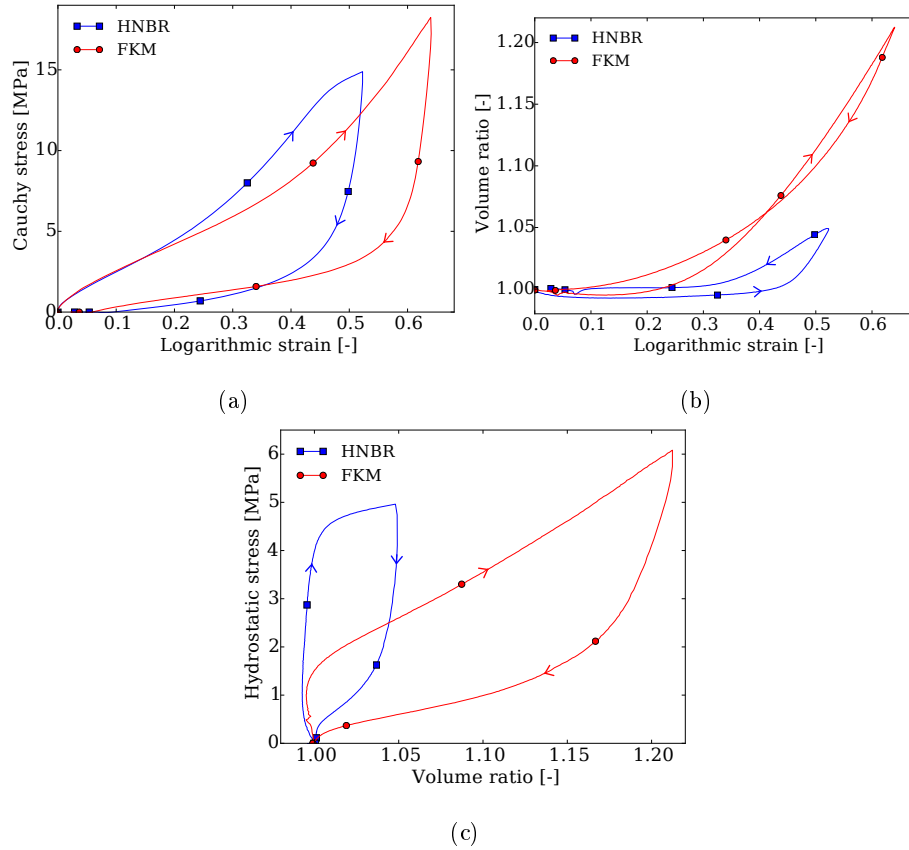 HNBR
FKM
15
10
5
0
0.0 0.1 0.2 0.3 0.4 0.5 0.6
Cauchy stress [MPa]
Logarithmic strain [-]
(a)
HNBR
FKM
1.20
1.15
1.10
1.05
1.00
0.0 0.1 0.2 0.3 0.4 0.5 0.6
Volume ratio [-]
Logarithmic strain [-]
(b)
HNBR
FKM
6
5
4
3
2
1
0
1.00 1.05 1.10 1.15 1.20
Hydrostatic stress [MPa]
Volume ratio [-]
(c)